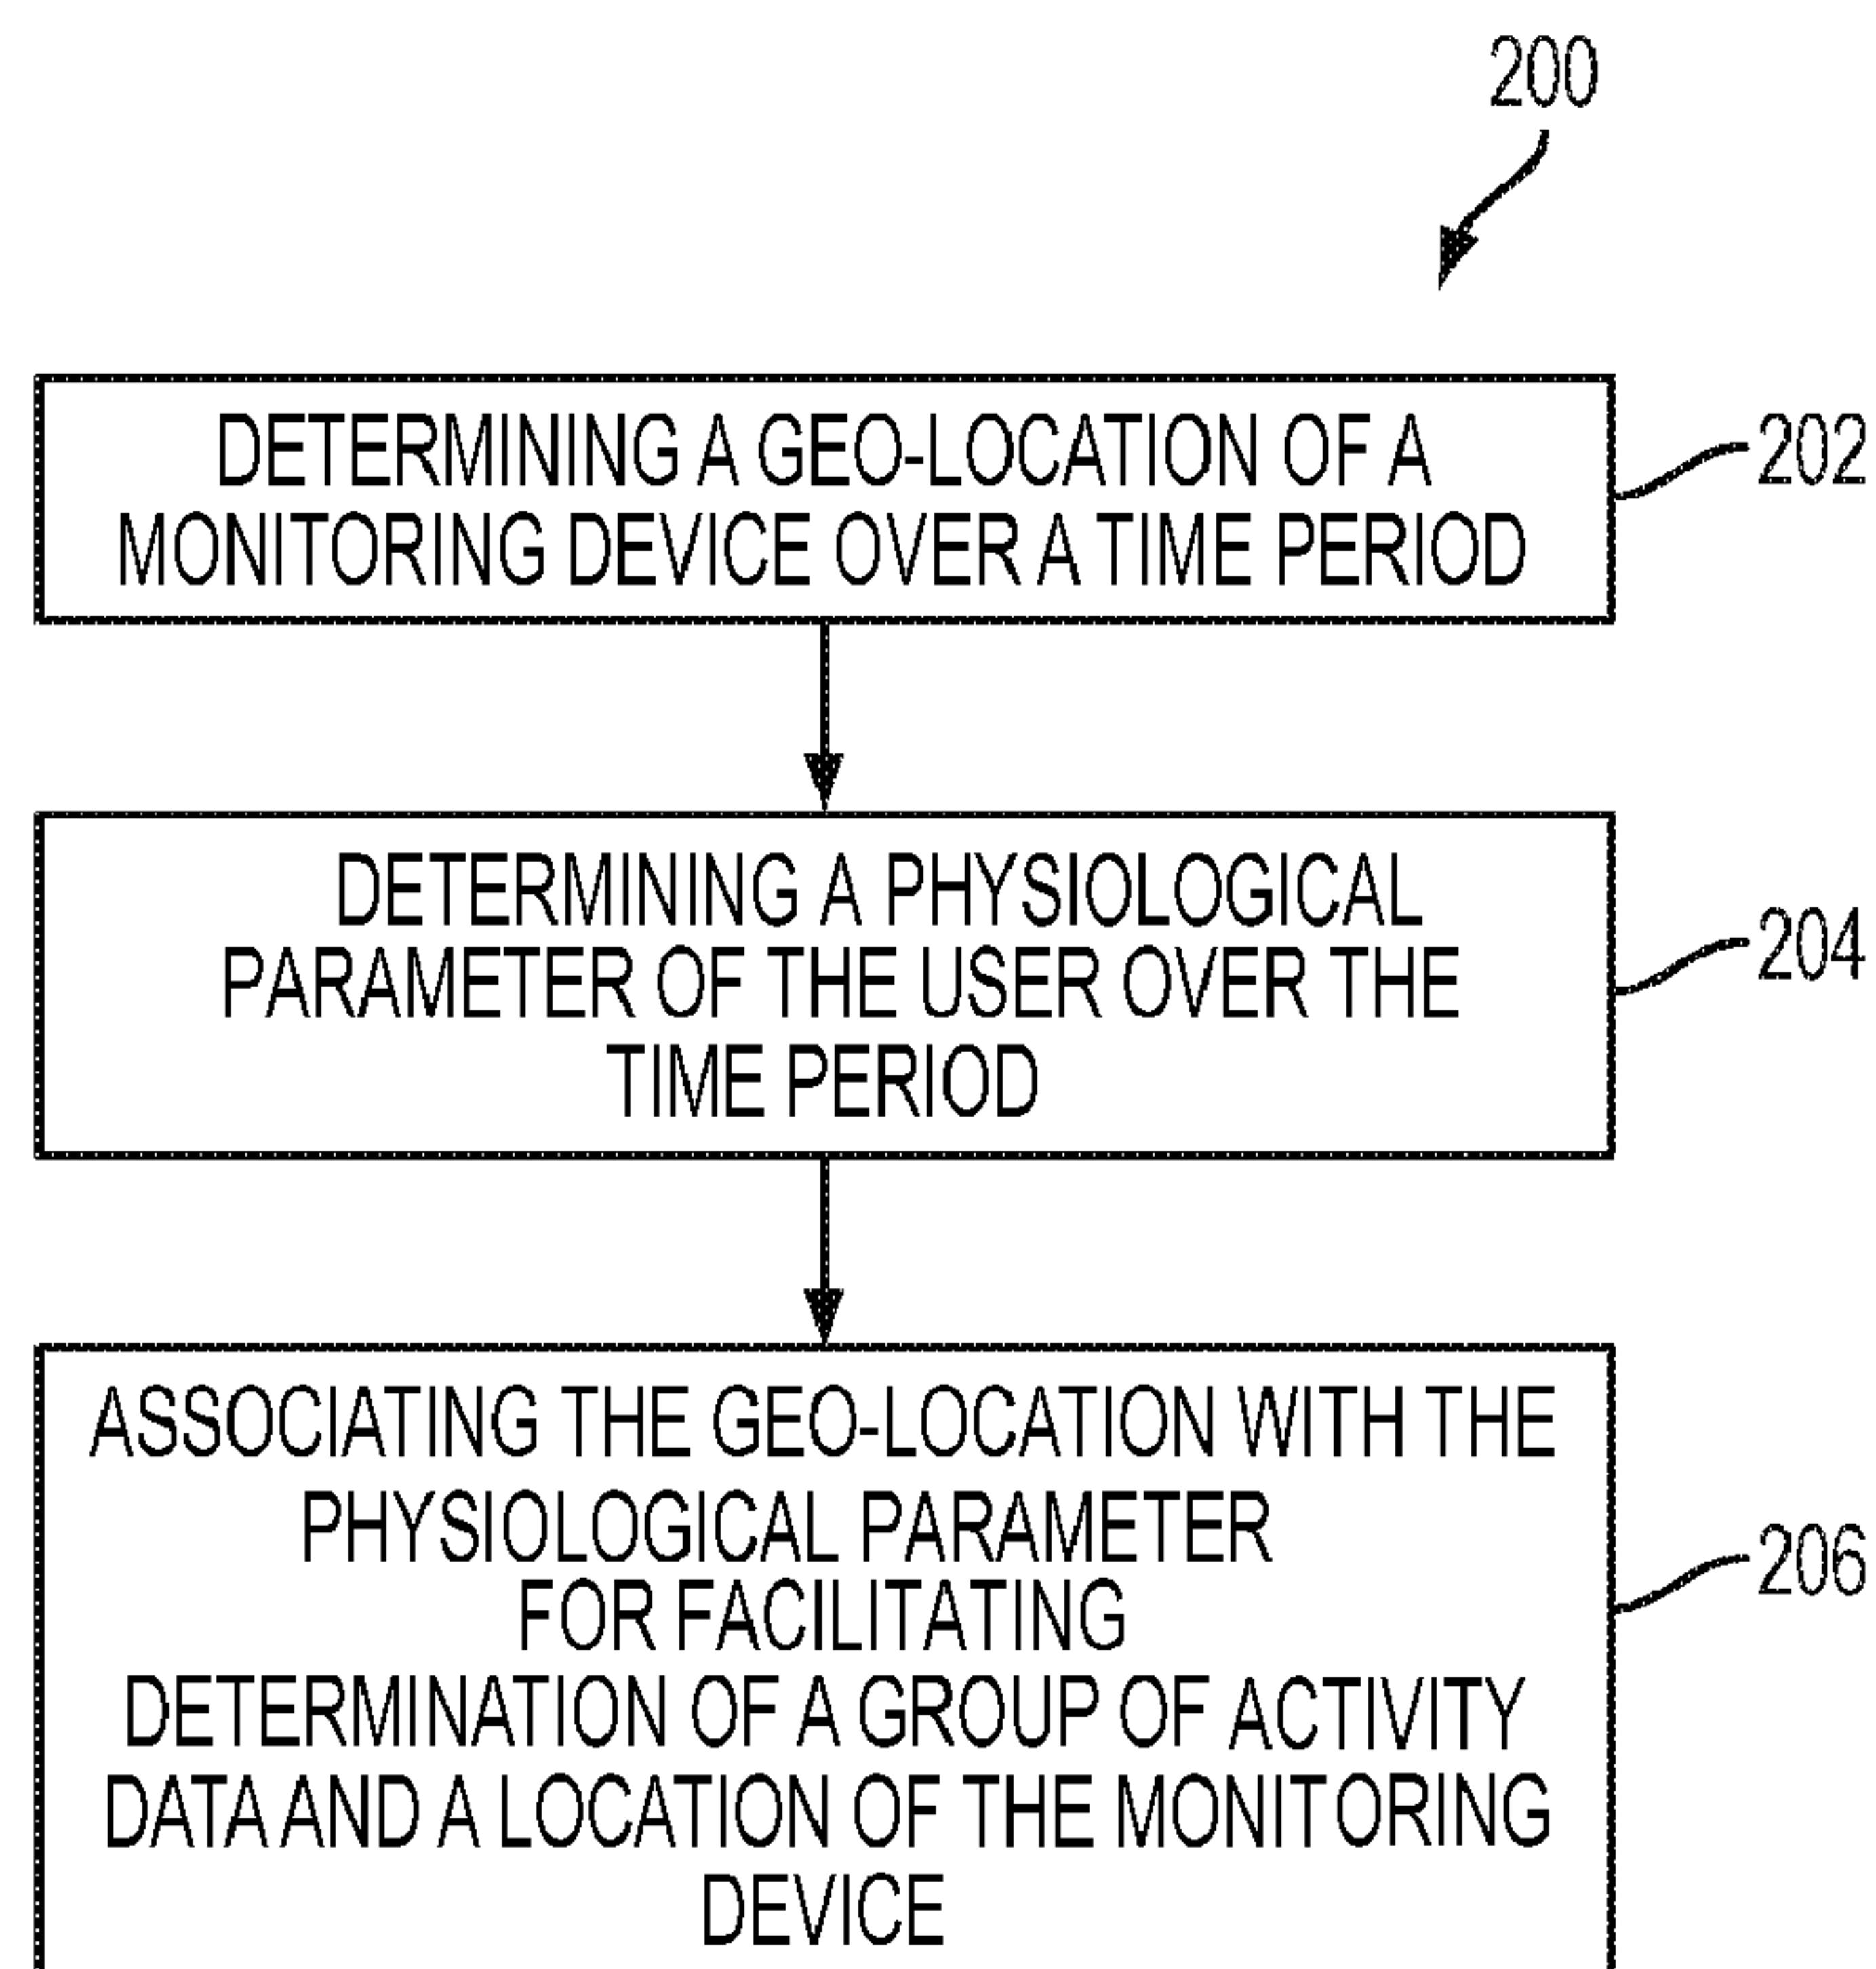 200
DETERMINING A GEO-LOCATION OF A
MONITORING DEVICE OVER A TIME PERIOD
202
DETERMINING A PHYSIOLOGICAL
PARAMETER OF THE USER OVER THE
TIME PERIOD
204
ASSOCIATING THE GEO-LOCATION WITH THE
PHYSIOLOGICAL PARAMETER
FOR FACILITATING
DETERMINATION OF A GROUP OF ACTIVITY
DATA AND A LOCATION OF THE MONITORING
DEVICE
206